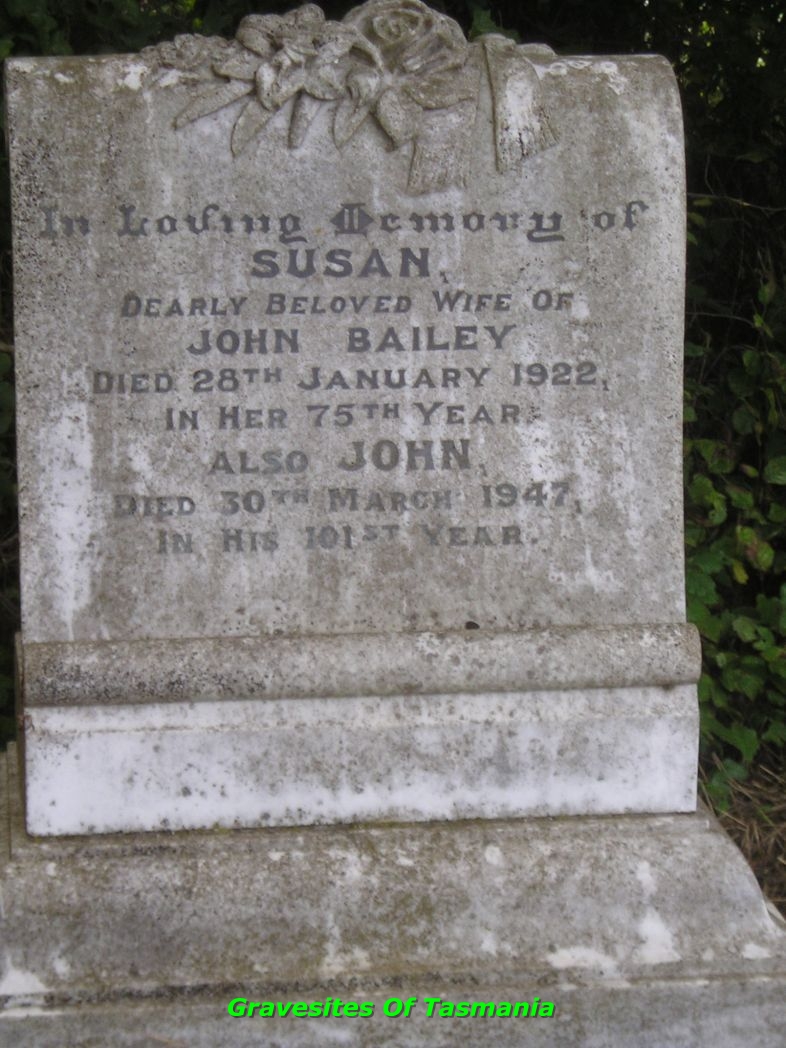 In Loving Memory of
SUSAN,
DEARLY BELOVED WIFE OF
JOHN BAILEY
DIED 28TH JANUARY 1922,
IN HER 75TH YEAR.
ALSO JOHN,
DIED 30TH MARCH 1947,
IN HIS 101ST YEAR.
Gravesites Of Tasmania